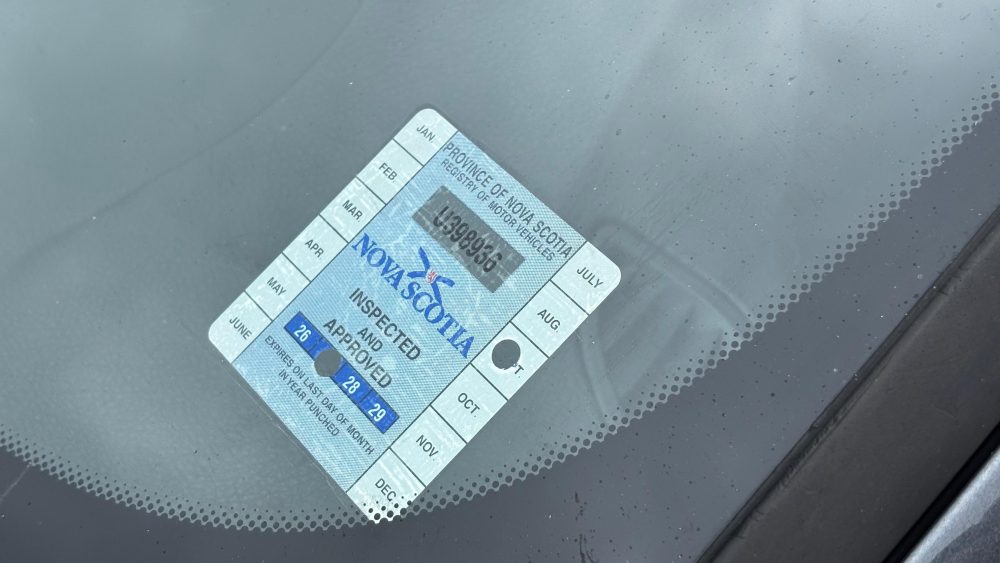 PROVINCE OF NOVA SCOTIA
REGISTRY OF MOTOR VEHICLES
U398936
NOVA SCOTIA
INSPECTED
AND
APPROVED
26 28 29
EXPIRES ON LAST DAY OF MONTH
IN YEAR PUNCHED
JAN.
FEB.
MAR.
APR.
MAY
JUNE
JULY
AUG.
T.
OCT.
NOV.
DEC.